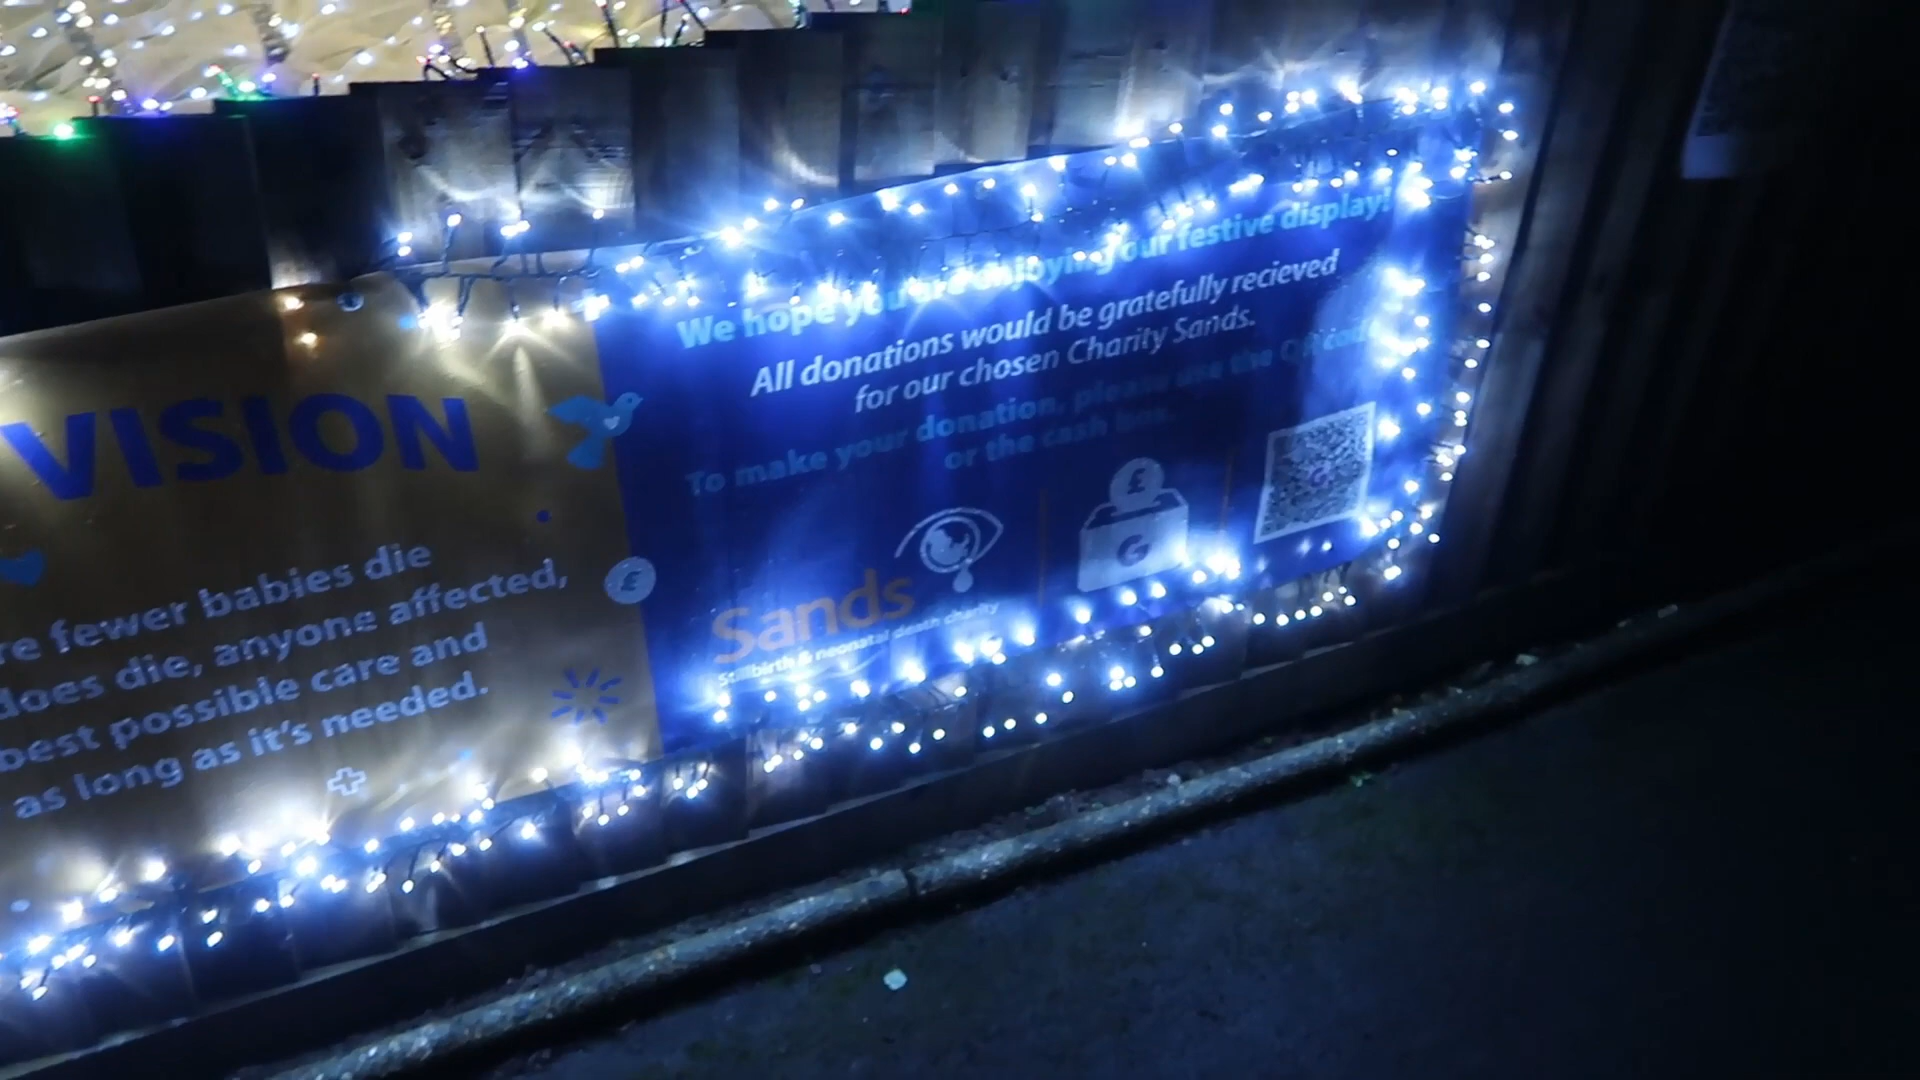 VISION
re fewer babies die
does die, anyone affected,
best possible care and
as long as it's needed.
£
We hope you are enjoying our festive display!
All donations would be gratefully recieved
for our chosen Charity Sands.
To make your donation, please use the QR code
or the cash box.
£
G
Sands
Stillbirth & neonatal death charity